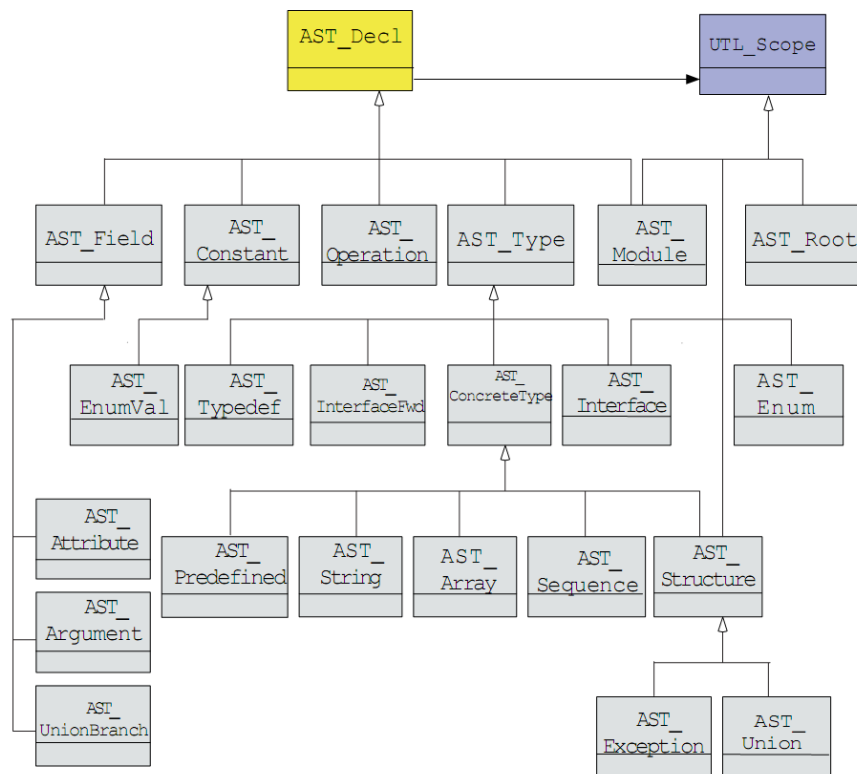 AST_Decl
UTL_Scope
AST_Field
AST_
Constant
AST_
Operation
AST_Type
AST_
Module
AST_Root
AST_
EnumVal
AST_
Typedef
AST_
InterfaceFwd
AST_
ConcreteType
AST_
Interface
AST_
Enum
AST_
Attribute
AST_
Predefined
AST_
String
AST_
Array
AST_
Sequence
AST_
Structure
AST_
Argument
AST_
UnionBranch
AST_
Exception
AST_
Union